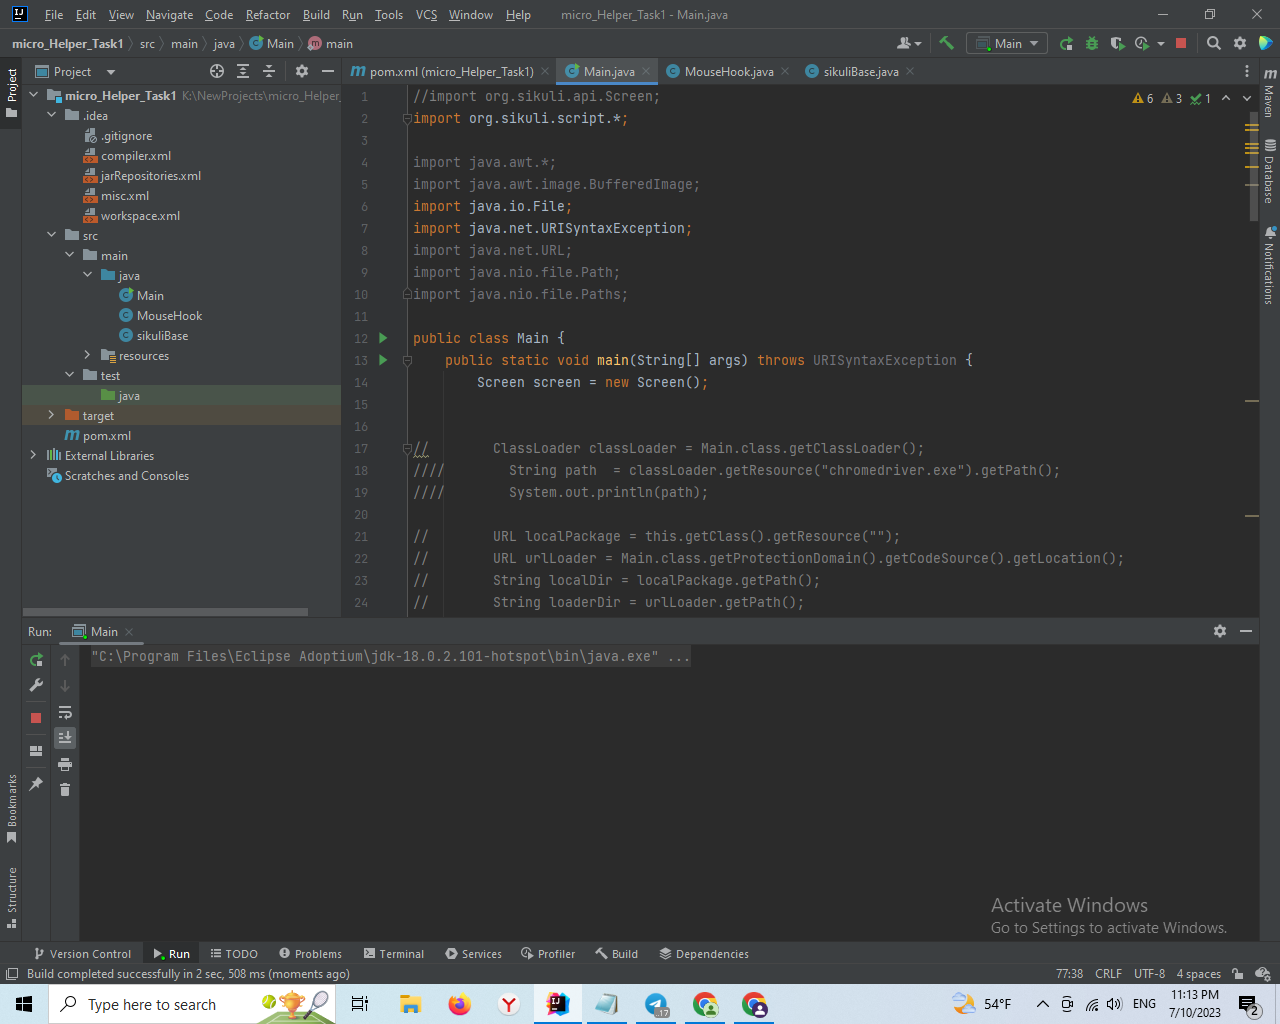 File Edit View Navigate Code Refactor Build Run Tools VCS Window Help micro_Helper_Task1 - Main.java
micro_Helper_Task1 src main java Main main
Main
Project
Project
pom.xml (micro_Helper_Task1)
Main.java
MouseHook.java
sikuliBase.java
micro_Helper_Task1 K:\NewProjects\micro_Helper_
.idea
.gitignore
compiler.xml
jarRepositories.xml
misc.xml
workspace.xml
src
main
java
Main
MouseHook
sikuliBase
resources
test
java
target
pom.xml
External Libraries
Scratches and Consoles
6 3 1
1 //import org.sikuli.api.Screen;
2 import org.sikuli.script.*;
3
4 import java.awt.*;
5 import java.awt.image.BufferedImage;
6 import java.io.File;
7 import java.net.URISyntaxException;
8 import java.net.URL;
9 import java.nio.file.Path;
10 import java.nio.file.Paths;
11
12 public class Main {
13 public static void main(String[] args) throws URISyntaxException {
14 Screen screen = new Screen();
15
16
17 // ClassLoader classLoader = Main.class.getClassLoader();
18 //// String path  = classLoader.getResource("chromedriver.exe").getPath();
19 //// System.out.println(path);
20
21 // URL localPackage = this.getClass().getResource("");
22 // URL urlLoader = Main.class.getProtectionDomain().getCodeSource().getLocation();
23 // String localDir = localPackage.getPath();
24 // String loaderDir = urlLoader.getPath();
Maven
Database
Notifications
Run: Main
"C:\Program Files\Eclipse Adoptium\jdk-18.0.2.101-hotspot\bin\java.exe" ...
Bookmarks
Structure
Activate Windows
Go to Settings to activate Windows.
Version Control Run TODO Problems Terminal Services Profiler Build Dependencies
Build completed successfully in 2 sec, 508 ms (moments ago)
77:38 CRLF UTF-8 4 spaces
Type here to search
.17
54°F
ENG
11:13 PM
7/10/2023
2